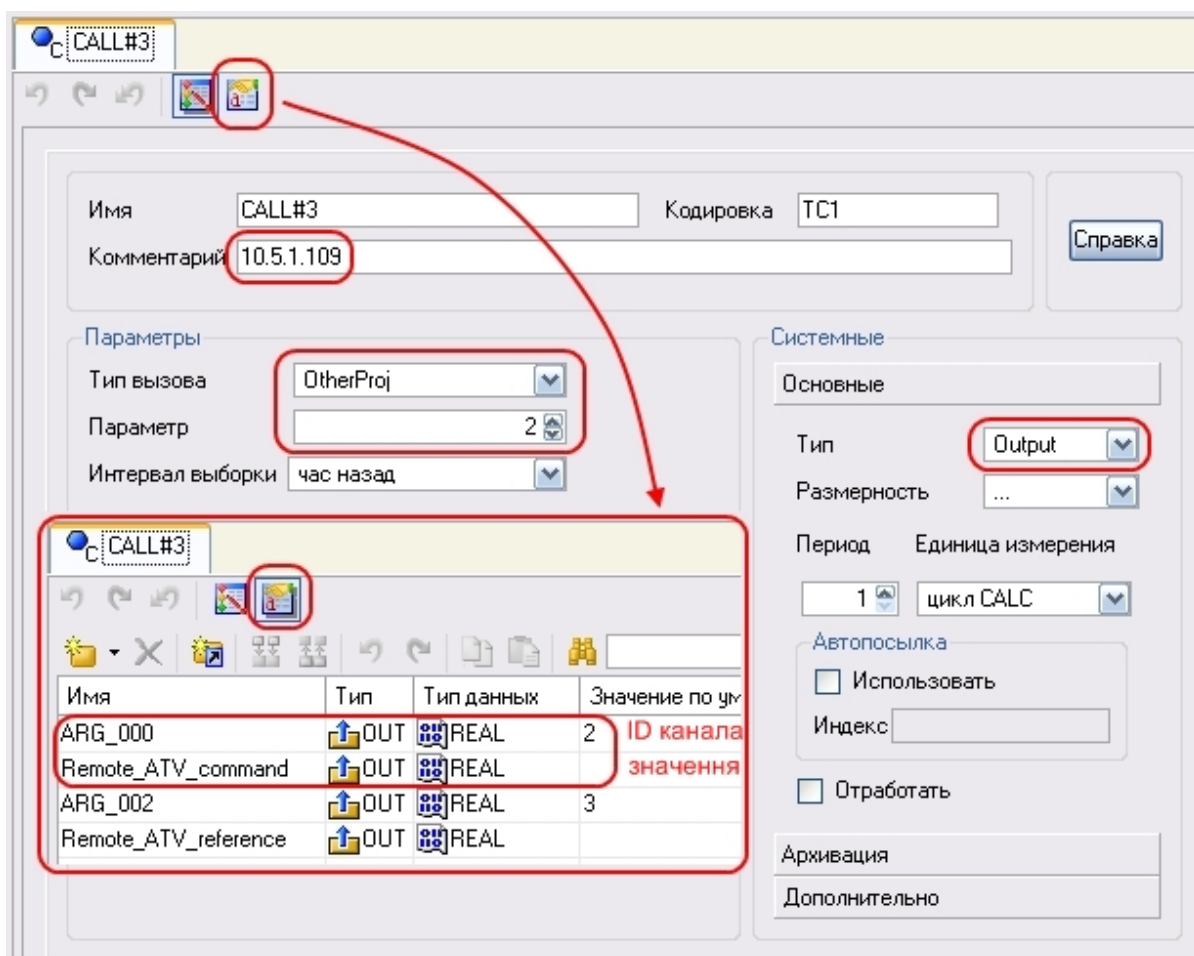 CALL#3
Имя CALL#3 Кодировка TC1
Комментарий 10.5.1.109
Справка
Параметры
Тип вызова OtherProj
Параметр 2
Интервал выборки час назад
Системные
Основные
Тип Output
Размерность ...
Период Единица измерения
1 цикл CALC
Автопосылка
Использовать
Индекс
Отработать
Архивация
Дополнительно
CALL#3
Имя Тип Тип данных Значение по ум
ARG_000 OUT REAL 2 ID канала
Remote_ATV_command OUT REAL значення
ARG_002 OUT REAL 3
Remote_ATV_reference OUT REAL